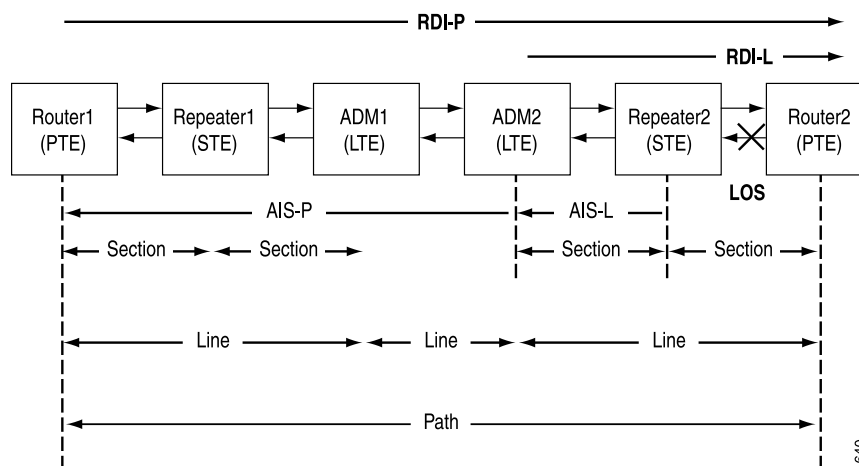 RDI-P
RDI-L
Router1
(PTE)
Repeater1
(STE)
ADM1
(LTE)
ADM2
(LTE)
Repeater2
(STE)
Router2
(PTE)
LOS
AIS-P
AIS-L
Section
Section
Section
Section
Line
Line
Line
Path